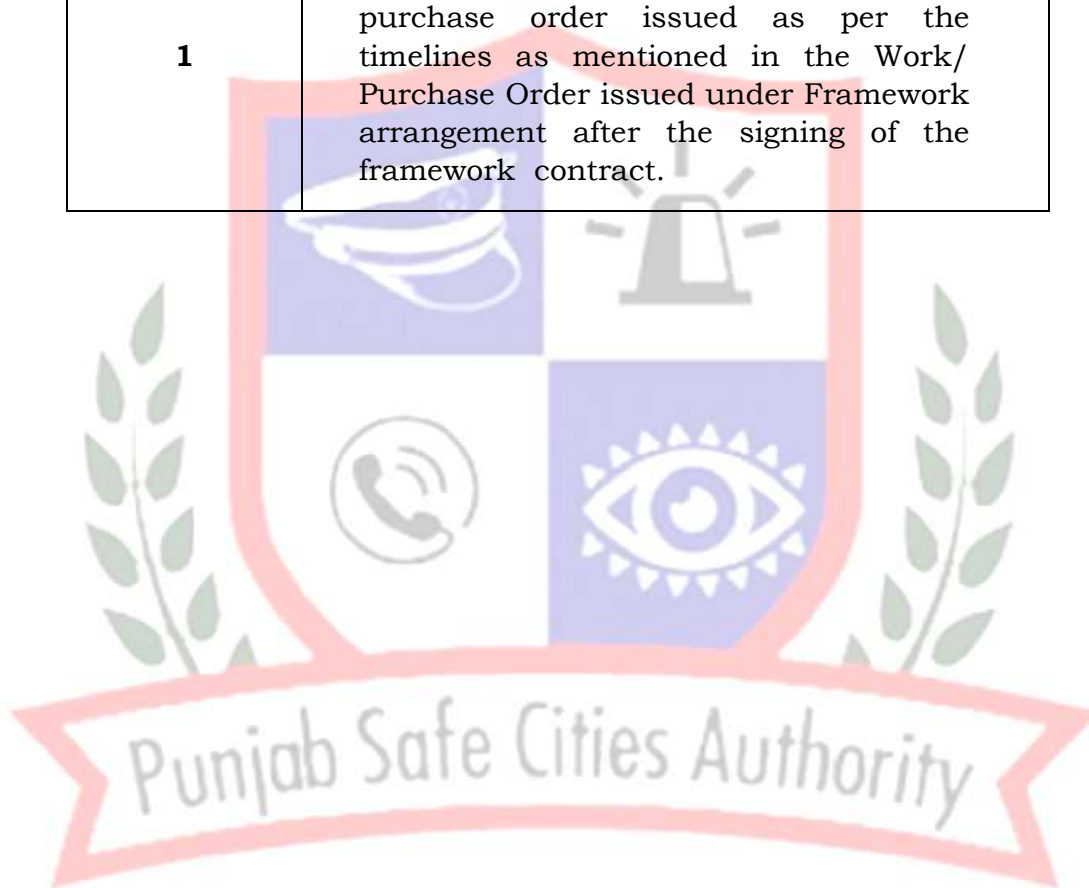 purchase order issued as per the
1
timelines as mentioned in the Work/
Purchase Order issued under Framework
arrangement after the signing of the
framework contract.
Punjab Safe Cities Authority